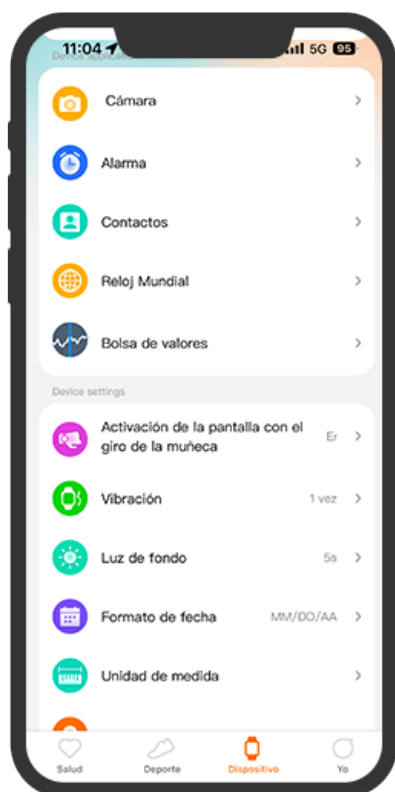 11:04
5G 95
Device applicat
Cámara
Alarma
Contactos
Reloj Mundial
Bolsa de valores
Device settings
Activación de la pantalla con el
giro de la muñeca
Er
Vibración
1 vez
Luz de fondo
5s
Formato de fecha
MM/DD/AA
Unidad de medida
Salud
Deporte
Dispositivo
Yo